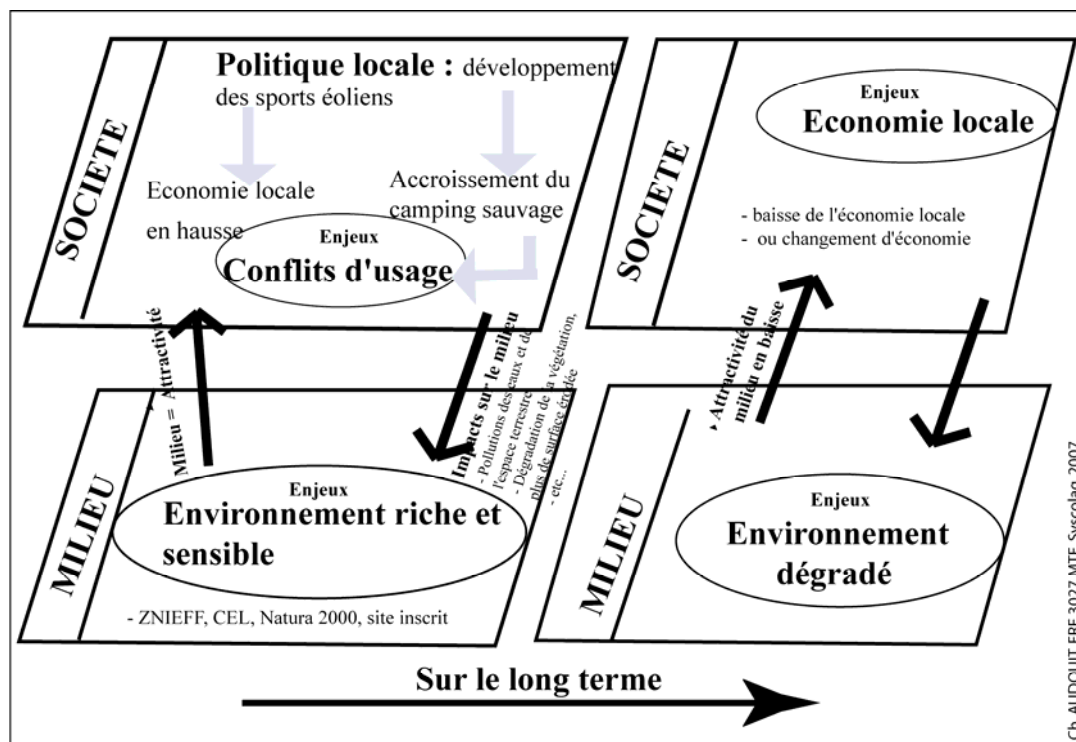 Politique locale : développement
des sports éoliens
SOCIETE
Economie locale
en hausse
Accroissement du
camping sauvage
Enjeux
Conflits d'usage
Milieu = Attractivité
Impacts sur le milieu
- Pollutions des eaux et de
l'espace terrestre
- Dégradation de la végétation,
plus de surface érodée
- etc...
MILIEU
Enjeux
Environnement riche et
sensible
- ZNIEFF, CEL, Natura 2000, site inscrit
SOCIETE
Enjeux
Economie locale
- baisse de l'économie locale
- ou changement d'économie
Attractivité du
milieu en baisse
MILIEU
Enjeux
Environnement
dégradé
Sur le long terme
Ch. AUDOUIT FRE 3027 MTE, Syscolag 2007